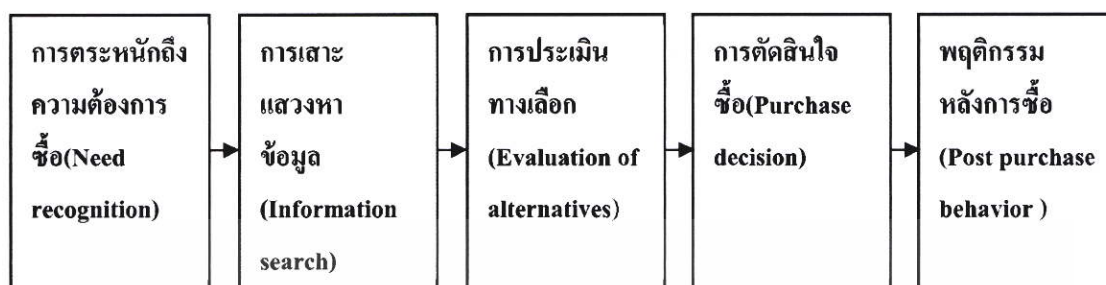 การตระหนักถึง
ความต้องการ
ซื้อ(Need
recognition)
การเสาะ
แสวงหา
ข้อมูล
(Information
search)
การประเมิน
ทางเลือก
(Evaluation of
alternatives)
การตัดสินใจ
ซื้อ(Purchase
decision)
พฤติกรรม
หลังการซื้อ
(Post purchase
behavior )